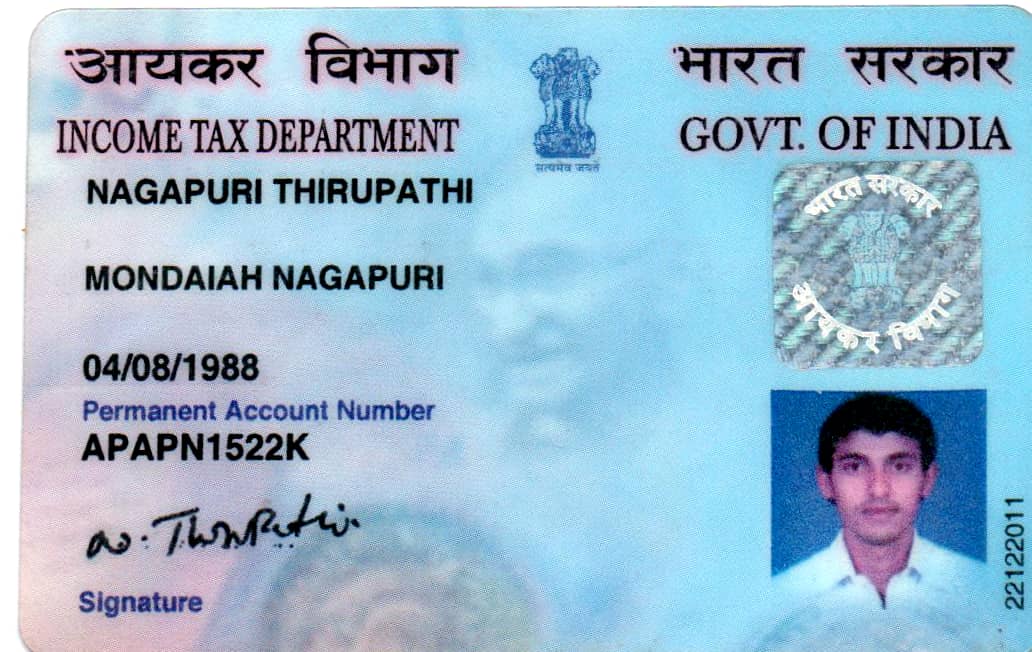 आयकर विभाग
INCOME TAX DEPARTMENT
सत्यमेव जयते
भारत सरकार
GOVT. OF INDIA
NAGAPURI THIRUPATHI
MONDAIAH NAGAPURI
04/08/1988
Permanent Account Number
APAPN1522K
Signature
भारत सरकार
आयकर विभाग
22122011